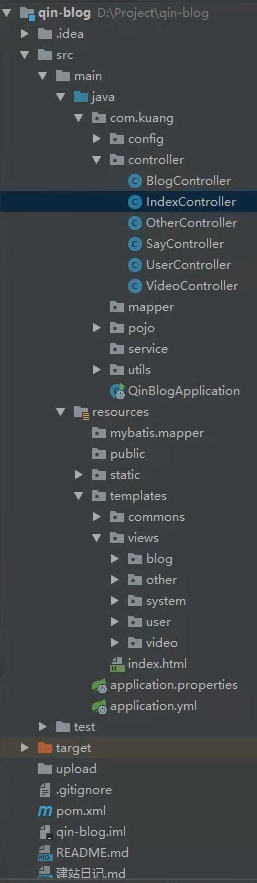 qin-blog D:\Project\qin-blog
.idea
src
main
java
com.kuang
config
controller
BlogController
IndexController
OtherController
SayController
UserController
VideoController
mapper
pojo
service
utils
QinBlogApplication
resources
mybatis.mapper
public
static
templates
commons
views
blog
other
system
user
video
index.html
application.properties
application.yml
test
target
upload
.gitignore
pom.xml
qin-blog.iml
README.md
建站日记.md